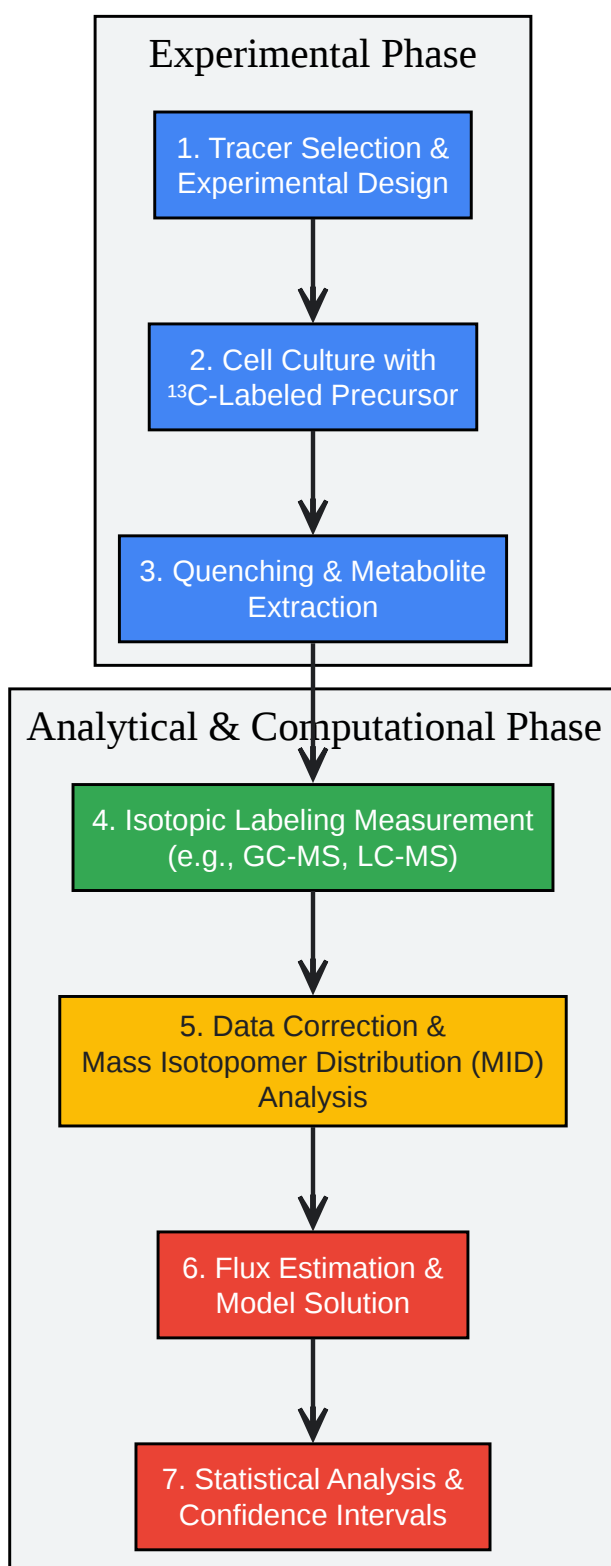 Experimental Phase
1. Tracer Selection &
Experimental Design
2. Cell Culture with
¹³C-Labeled Precursor
3. Quenching & Metabolite
Extraction
Analytical & Computational Phase
4. Isotopic Labeling Measurement
(e.g., GC-MS, LC-MS)
5. Data Correction &
Mass Isotopomer Distribution (MID)
Analysis
6. Flux Estimation &
Model Solution
7. Statistical Analysis &
Confidence Intervals